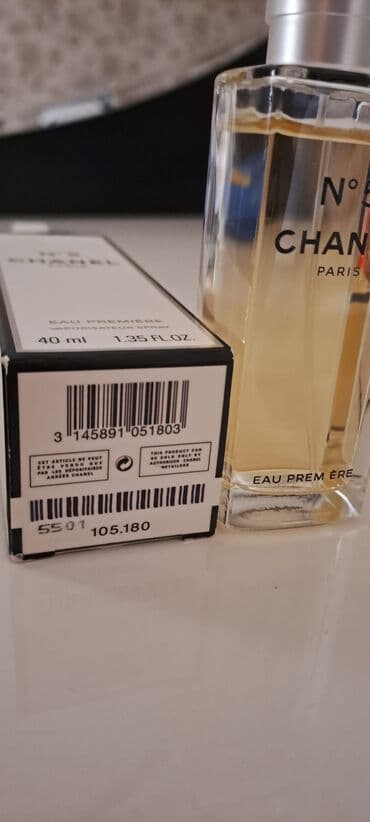 N°5
CHANEL
EAU PREMIÈRE
VAPORISATEUR SPRAY
40 ml 1.35 FL.OZ.
3 145891 051803
CET ARTICLE NE PEUT
ÊTRE VENDU QUE
PAR LES DÉPOSITAIRES
AGRÉÉS CHANEL
THIS PRODUCT CAN
BE SOLD ONLY BY
AUTHORIZED CHANEL
RETAILERS
5501 105.180
N°5
CHAN
PARIS
EAU PREM ÈRE